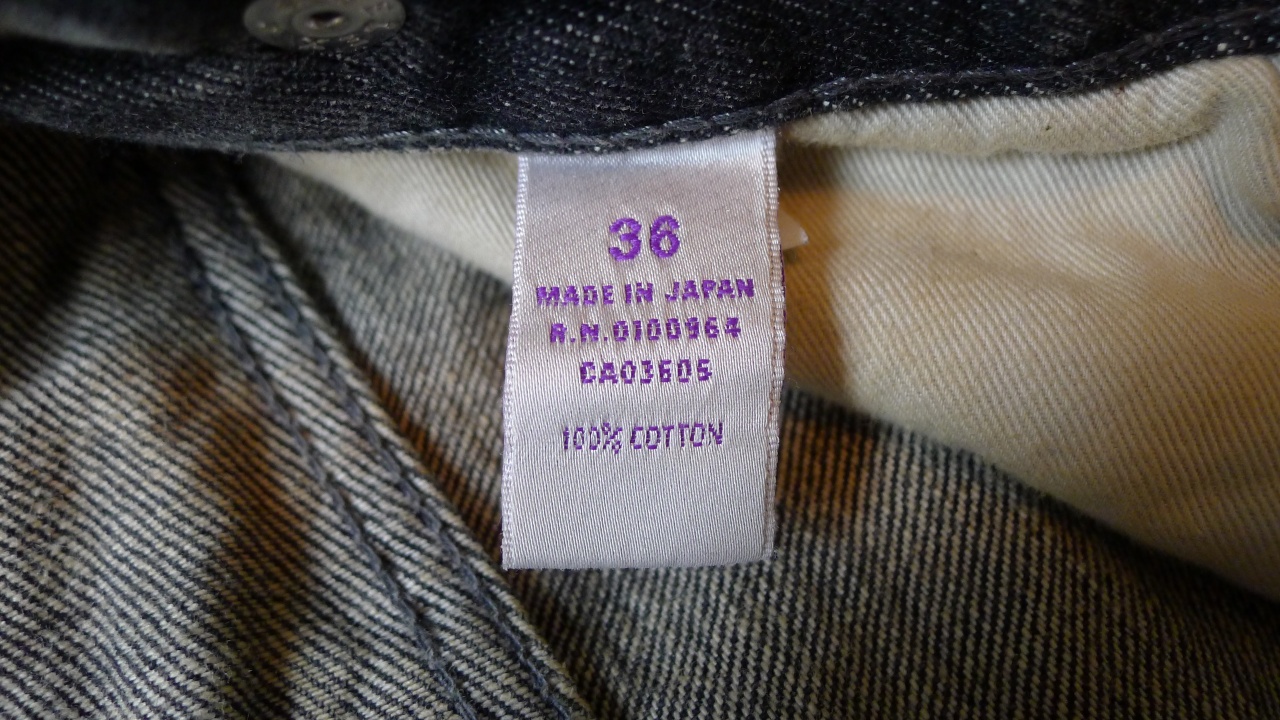 36
MADE IN JAPAN
R.N.0100964
CA03605
100% COTTON